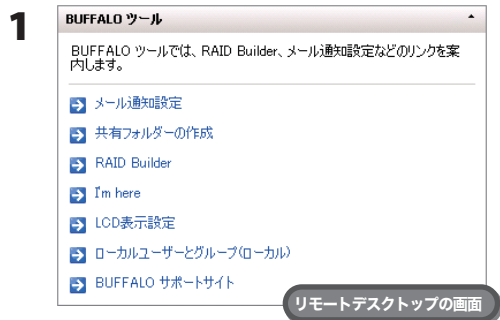 1
BUFFALO ツール
BUFFALO ツールでは、RAID Builder、メール通知設定などのリンクを案
内します。
メール通知設定
共有フォルダーの作成
RAID Builder
I'm here
LCD表示設定
ローカルユーザーとグループ(ローカル)
BUFFALO サポートサイト
リモートデスクトップの画面